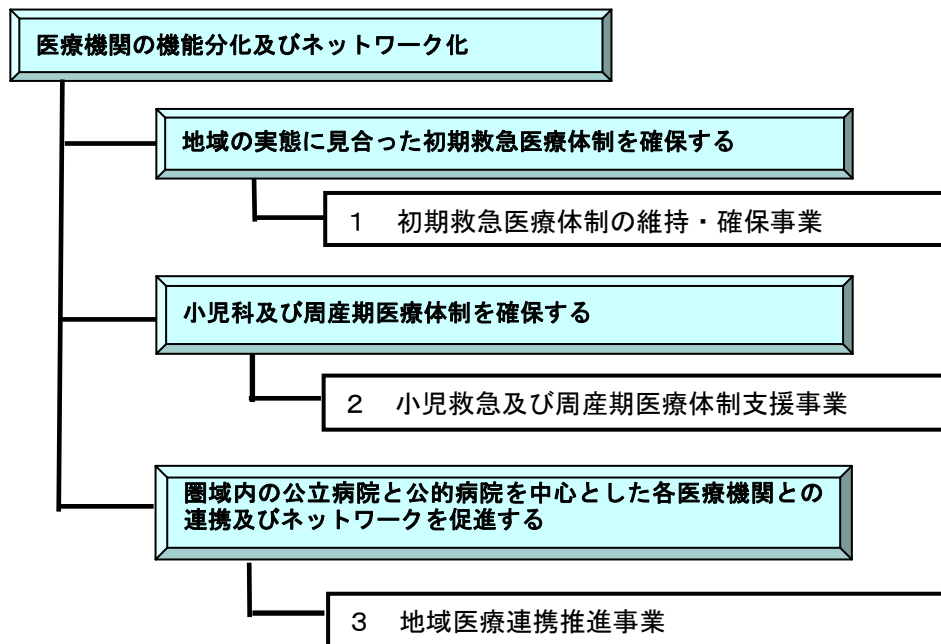 医療機関の機能分化及びネットワーク化
地域の実態に見合った初期救急医療体制を確保する
1 初期救急医療体制の維持・確保事業
小児科及び周産期医療体制を確保する
2 小児救急及び周産期医療体制支援事業
圏域内の公立病院と公的病院を中心とした各医療機関との
連携及びネットワークを促進する
3 地域医療連携推進事業